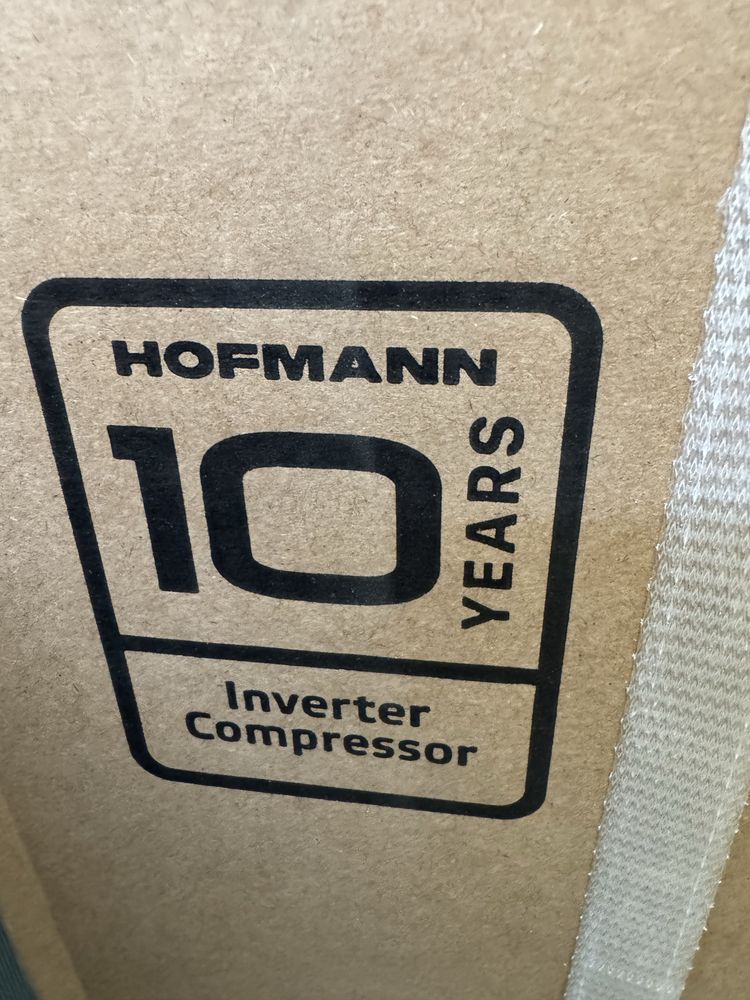 HOFMANN
10
YEARS
Inverter
Compressor